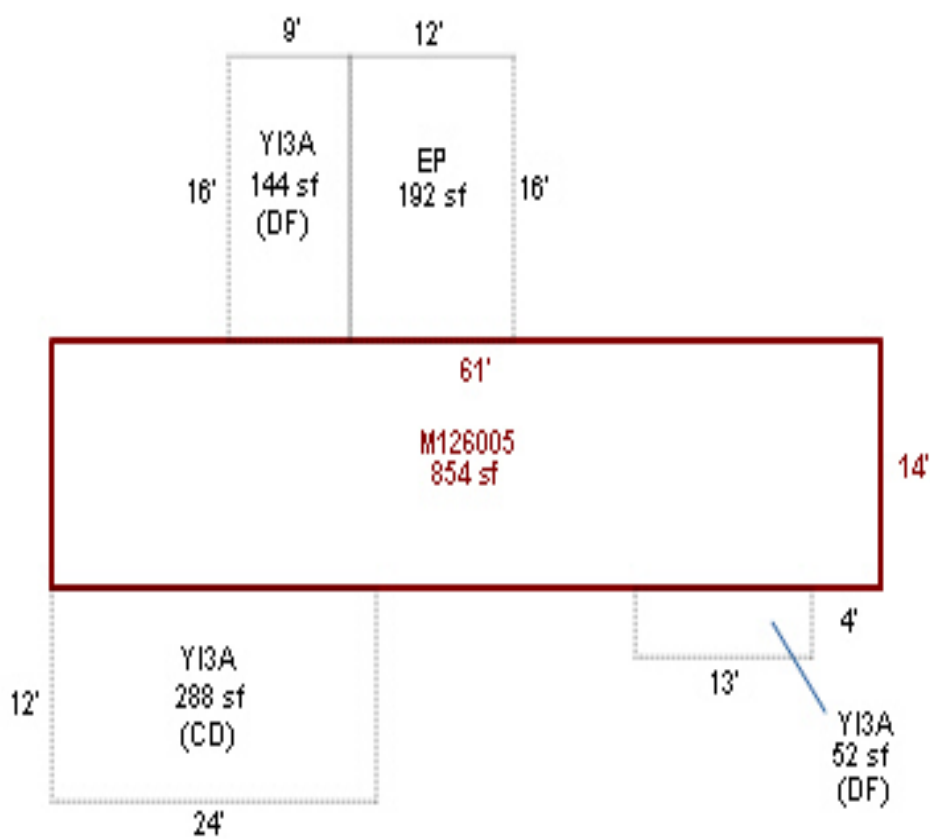 9' 12'
YI3A
144 sf
(DF)
EP
192 sf
16'
16'
61'
M126005
854 sf
14'
YI3A
288 sf
(CD)
12'
24'
4'
13'
YI3A
52 sf
(DF)